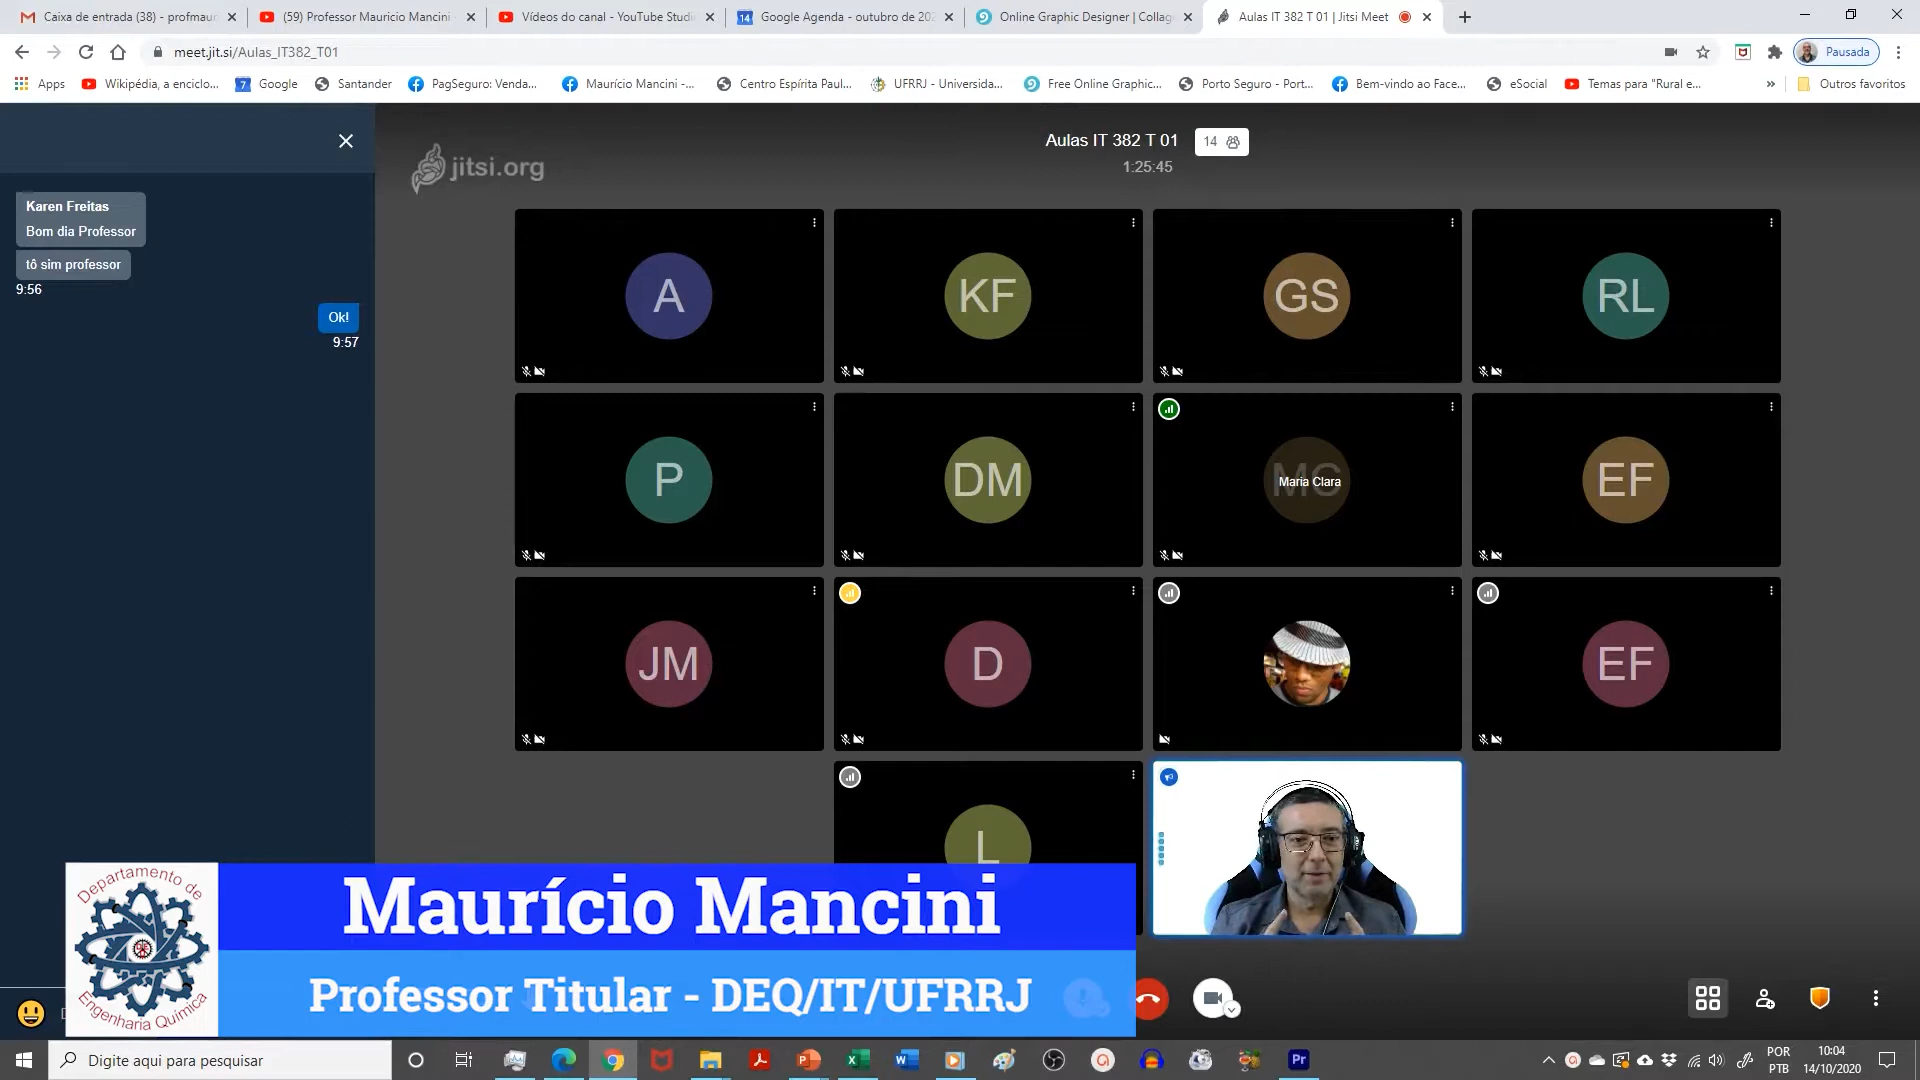 Caixa de entrada (38) - profmau
(59) Professor Mauricio Mancini -
Vídeos do canal - YouTube Studi
Google Agenda - outubro de 202
Online Graphic Designer | Collag
Aulas IT 382 T 01 | Jitsi Meet
meet.jit.si/Aulas_IT382_T01
Pausada
Apps
Wikipédia, a enciclo...
Google
Santander
PagSeguro: Venda...
Maurício Mancini -...
Centro Espírita Paul...
UFRRJ - Universida...
Free Online Graphic...
Porto Seguro - Port...
Bem-vindo ao Face...
eSocial
Temas para "Rural e...
Outros favoritos
jitsi.org
Aulas IT 382 T 01
14
1:25:45
Karen Freitas
Bom dia Professor
tô sim professor
9:56
Ok!
9:57
A
KF
GS
RL
P
DM
MC
Maria Clara
EF
JM
D
EF
L
Departamento de
Engenharia Química
Maurício Mancini
Professor Titular - DEQ/IT/UFRRJ
Digite aqui para pesquisar
POR
PTB
10:04
14/10/2020